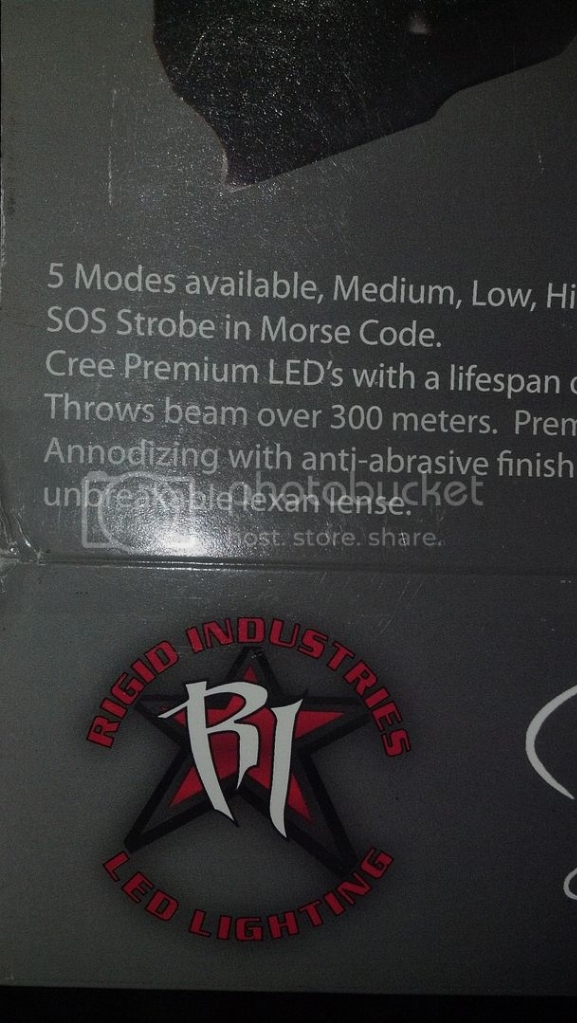 5 Modes available, Medium, Low, Hi
SOS Strobe in Morse Code.
Cree Premium LED's with a lifespan
Throws beam over 300 meters. Prem
Annodizing with anti-abrasive finish
unbreakable lexan lense.
photobucket
host. store. share.
RIGID INDUSTRIES
RI
LED LIGHTING